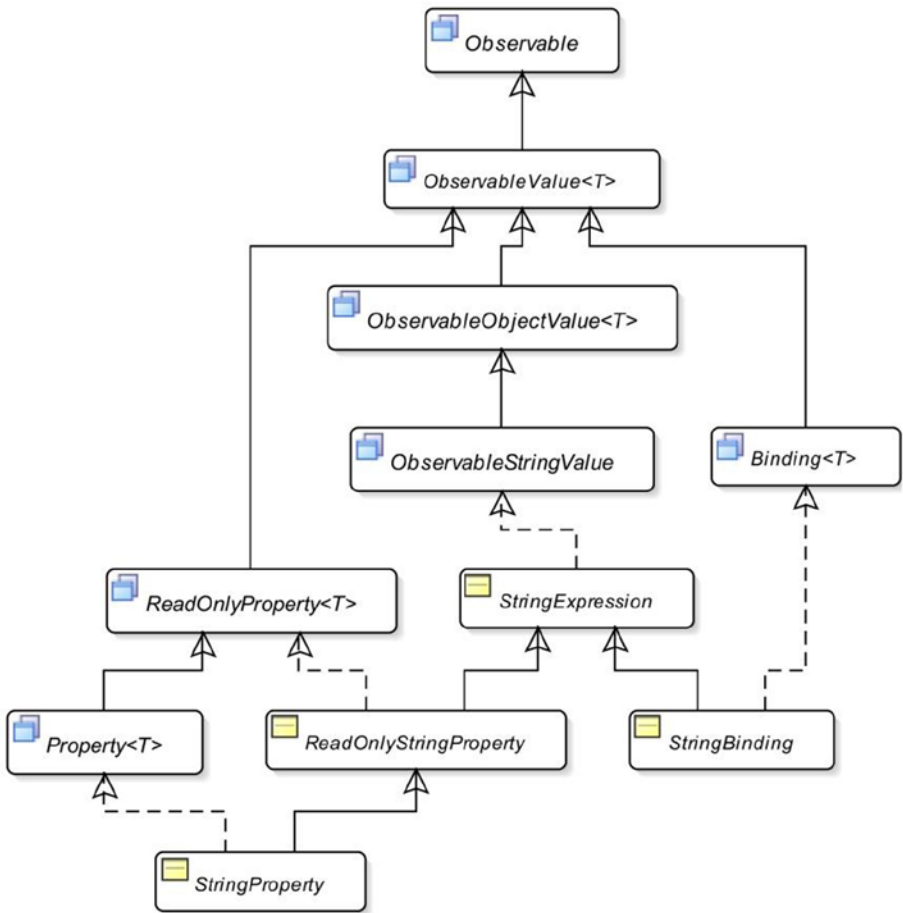 Observable
ObservableValue<T>
ObservableObjectValue<T>
ObservableStringValue
Binding<T>
ReadOnlyProperty<T>
StringExpression
Property<T>
ReadOnlyStringProperty
StringBinding
StringProperty